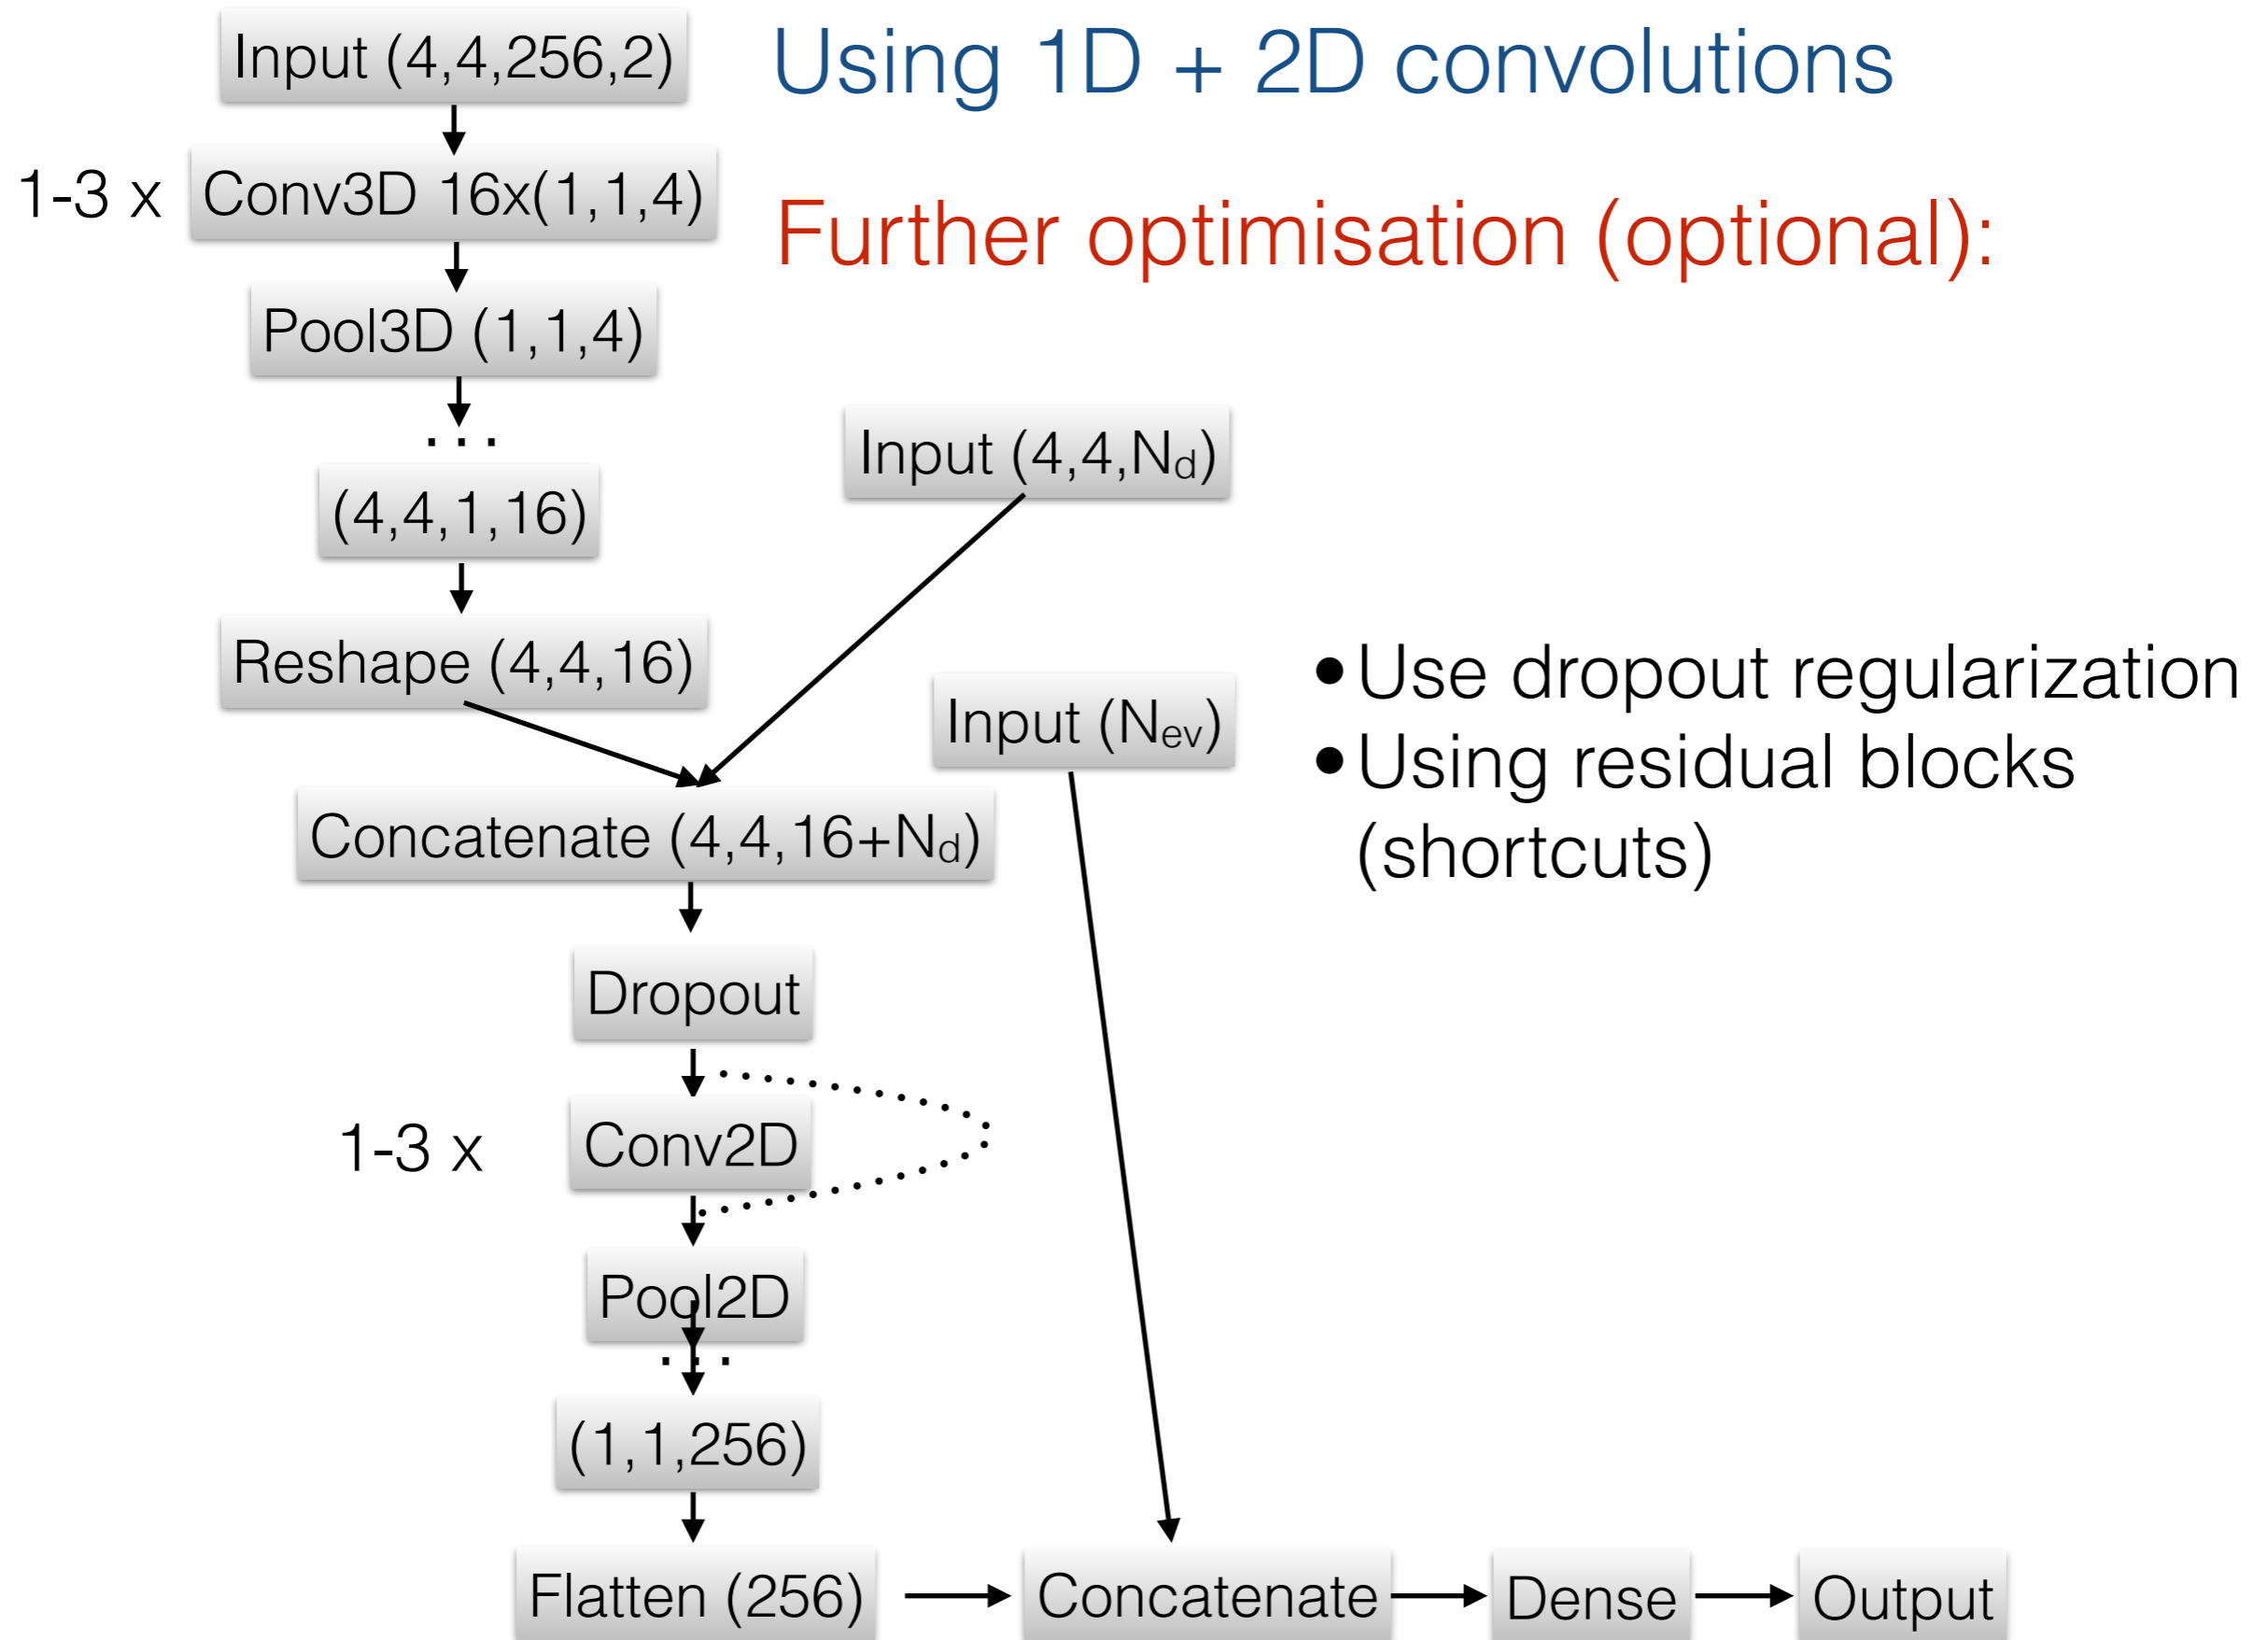 Input (4,4,256,2)
Using 1D + 2D convolutions
1-3 x
Conv3D 16x(1,1,4)
Further optimisation (optional):
Pool3D (1,1,4)
...
Input (4,4,Nd)
(4,4,1,16)
Reshape (4,4,16)
Input (Nev)
•Use dropout regularization
•Using residual blocks
(shortcuts)
Concatenate (4,4,16+Nd)
Dropout
1-3 x
Conv2D
Pool2D
...
(1,1,256)
Flatten (256)
Concatenate
Dense
Output